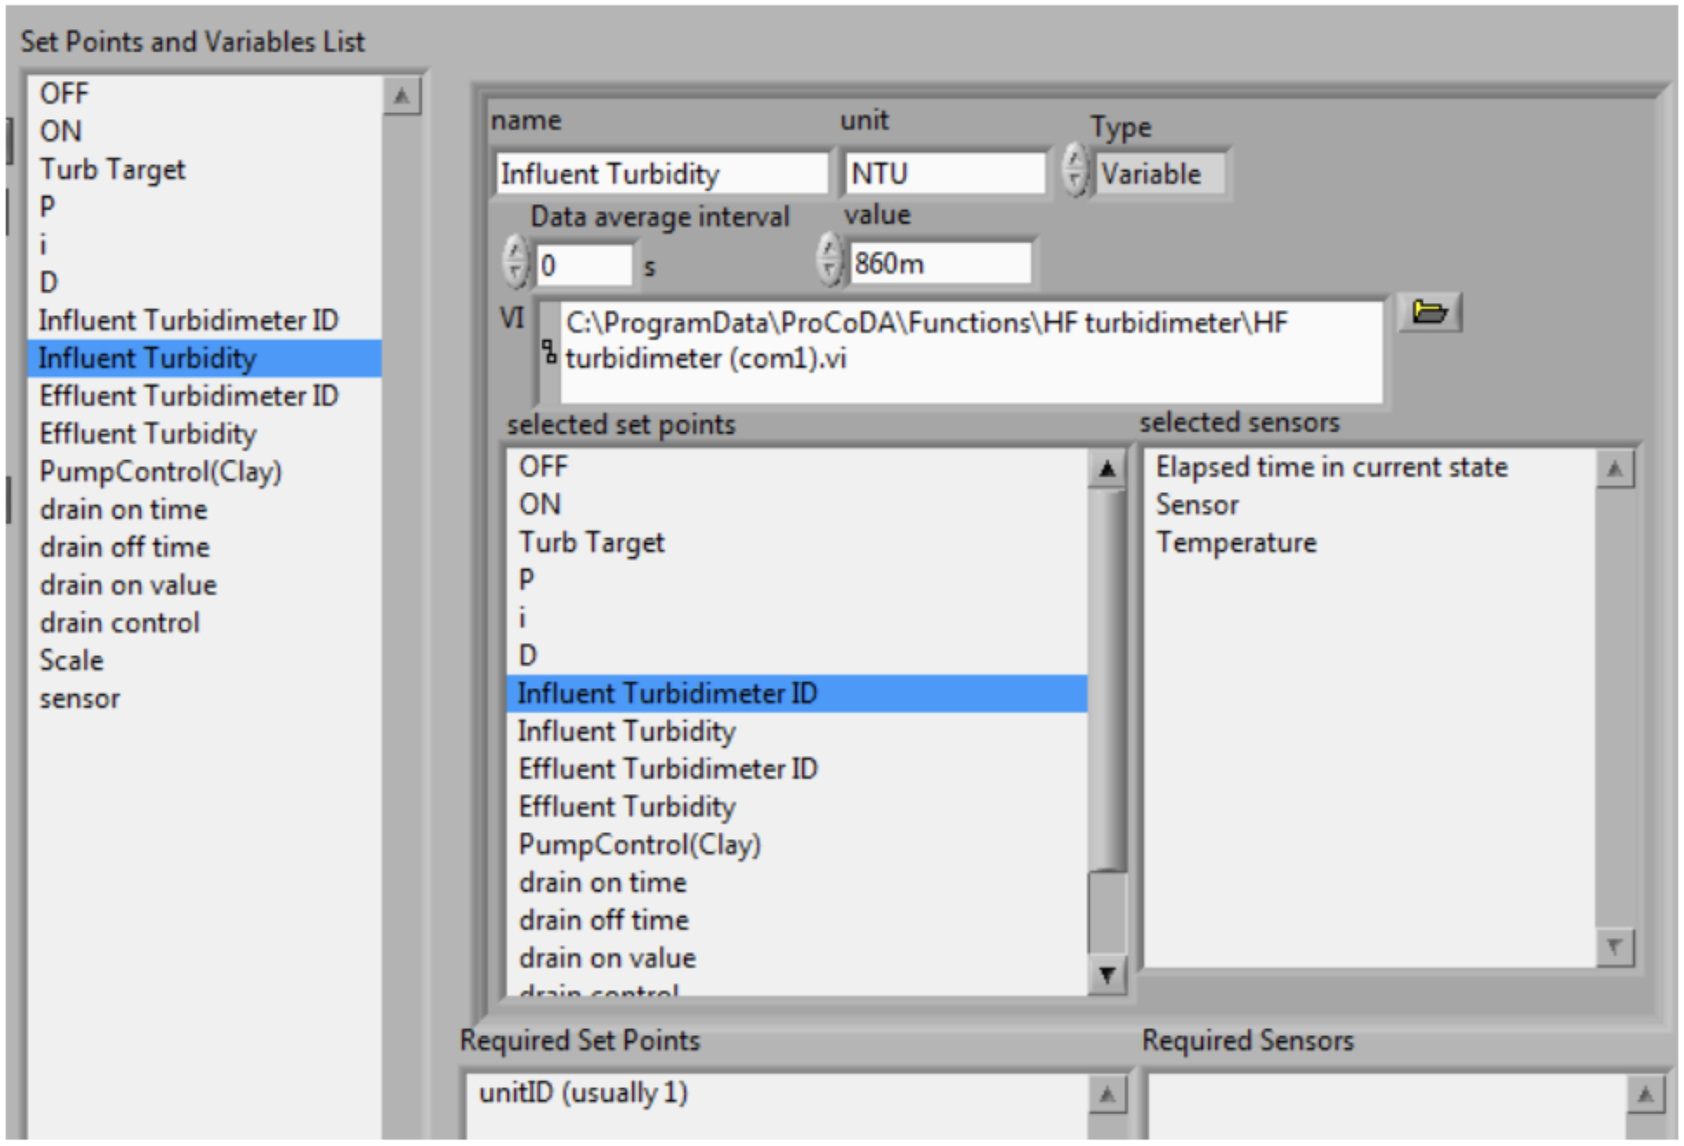 Set Points and Variables List
OFF
ON
Turb Target
P
i
D
Influent Turbidimeter ID
Influent Turbidity
Effluent Turbidimeter ID
Effluent Turbidity
PumpControl(Clay)
drain on time
drain off time
drain on value
drain control
Scale
sensor
name unit Type
Influent Turbidity NTU Variable
Data average interval value
0 s 860m
VI C:\ProgramData\ProCoDA\Functions\HF turbidimeter\HF
turbidimeter (com1).vi
selected set points
OFF
ON
Turb Target
P
i
D
Influent Turbidimeter ID
Influent Turbidity
Effluent Turbidimeter ID
Effluent Turbidity
PumpControl(Clay)
drain on time
drain off time
drain on value
drain control
selected sensors
Elapsed time in current state
Sensor
Temperature
Required Set Points
unitID (usually 1)
Required Sensors